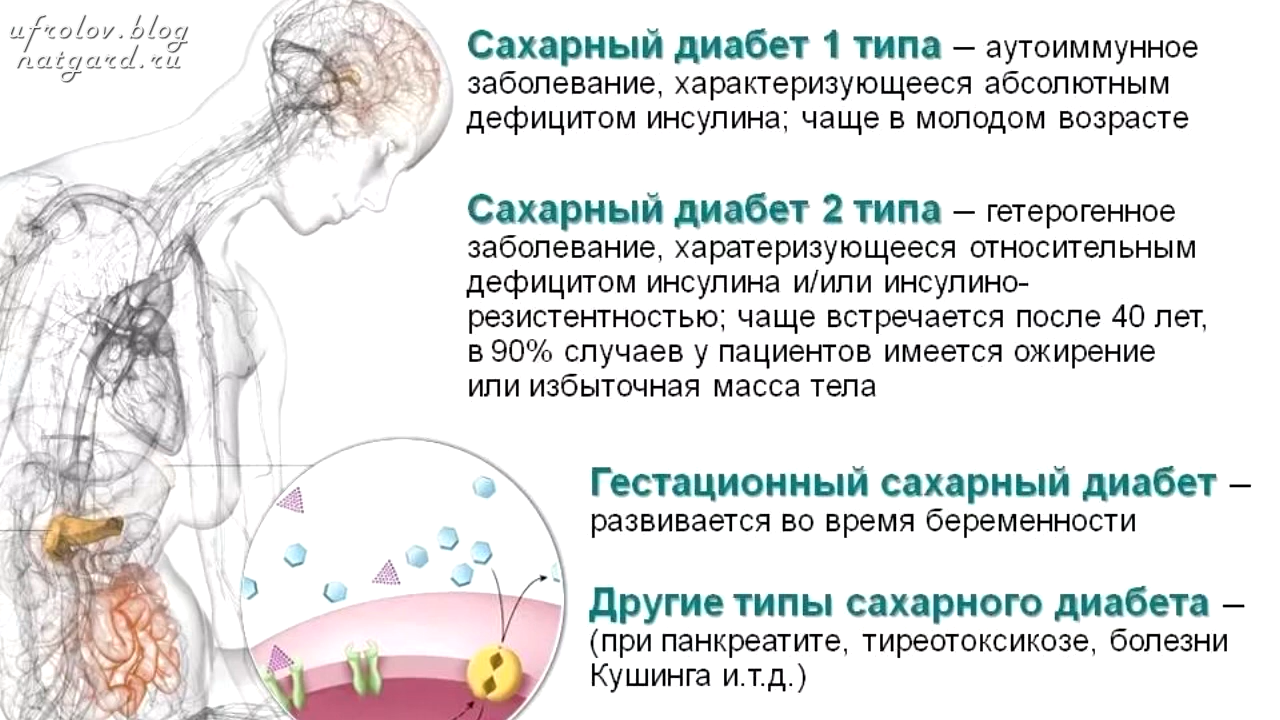 ufrolov.blog
natgard.ru
Сахарный диабет 1 типа – аутоиммунное
заболевание, характеризующееся абсолютным
дефицитом инсулина; чаще в молодом возрасте
Сахарный диабет 2 типа – гетерогенное
заболевание, характеризующееся относительным
дефицитом инсулина и/или инсулино-
резистентностью; чаще встречается после 40 лет,
в 90% случаев у пациентов имеется ожирение
или избыточная масса тела
Гестационный сахарный диабет –
развивается во время беременности
Другие типы сахарного диабета –
(при панкреатите, тиреотоксикозе, болезни
Кушинга и.т.д.)